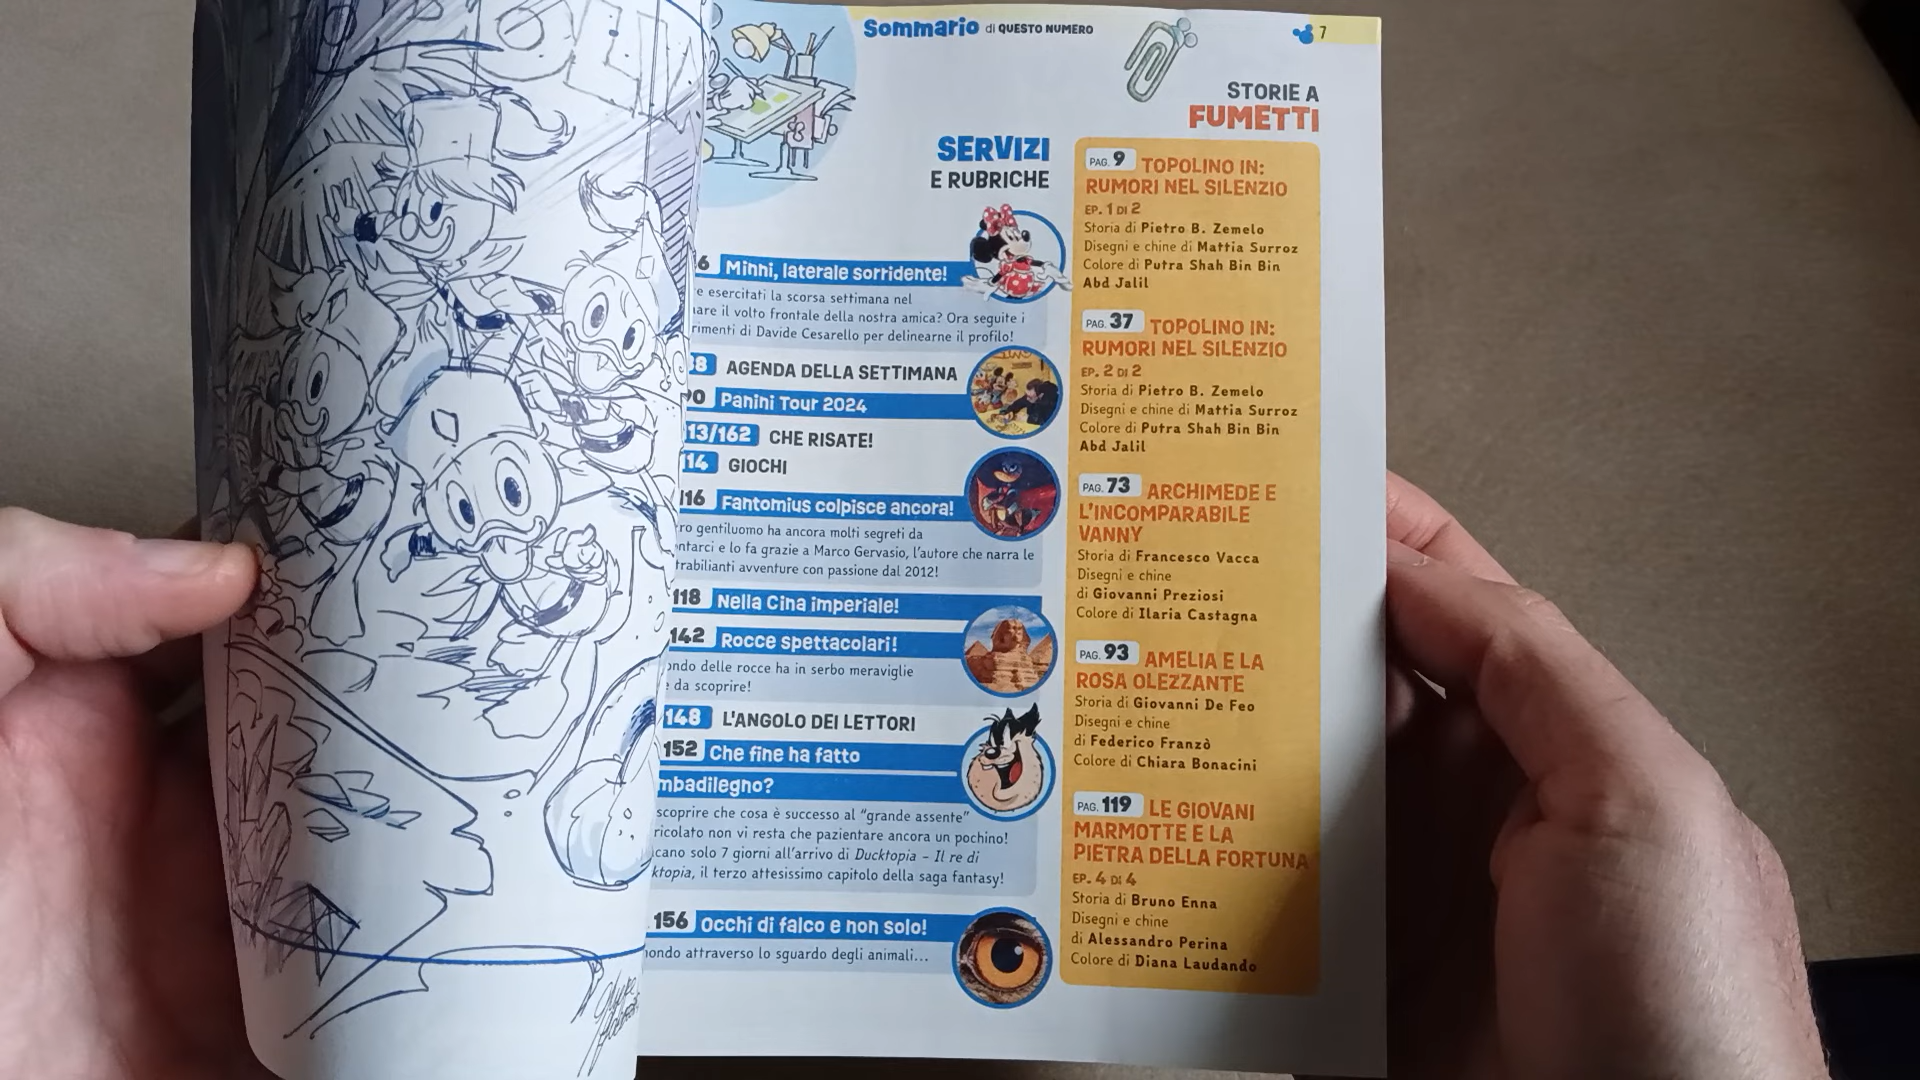 Sommario di QUESTO NUMERO
7
SERVIZI
E RUBRICHE
6 Minni, laterale sorridente!
e esercitati la scorsa settimana nel
il volto frontale della nostra amica? Ora seguite i
di Davide Cesarello per delinearne il profilo!
8 AGENDA DELLA SETTIMANA
0 Panini Tour 2024
13/162 CHE RISATE!
114 GIOCHI
116 Fantomius colpisce ancora!
gentiluomo ha ancora molti segreti da
e lo fa grazie a Marco Gervasio, l'autore che narra le
avventure con passione dal 2012!
118 Nella Cina imperiale!
142 Rocce spettacolari!
delle rocce ha in serbo meraviglie
da scoprire!
148 L'ANGOLO DEI LETTORI
152 Che fine ha fatto
mbadilegno?
scoprire che cosa è successo al "grande assente"
ricolato non vi resta che pazientare ancora un pochino!
cano solo 7 giorni all'arrivo di Ducktopia - Il re di
ktopia, il terzo attesissimo capitolo della saga fantasy!
156 Occhi di falco e non solo!
attraverso lo sguardo degli animali...
STORIE A
FUMETTI
PAG. 9 TOPOLINO IN:
RUMORI NEL SILENZIO
EP. 1 DI 2
Storia di Pietro B. Zemelo
Disegni e chine di Mattia Surroz
Colore di Putra Shah Bin Bin
Abd Jalil
PAG. 37 TOPOLINO IN:
RUMORI NEL SILENZIO
EP. 2 DI 2
Storia di Pietro B. Zemelo
Disegni e chine di Mattia Surroz
Colore di Putra Shah Bin Bin
Abd Jalil
PAG. 73 ARCHIMEDE E
L'INCOMPARABILE
VANNY
Storia di Francesco Vacca
Disegni e chine
di Giovanni Preziosi
Colore di Ilaria Castagna
PAG. 93 AMELIA E LA
ROSA OLEZZANTE
Storia di Giovanni De Feo
Disegni e chine
di Federico Franzò
Colore di Chiara Bonacini
PAG. 119 LE GIOVANI
MARMOTTE E LA
PIETRA DELLA FORTUNA
EP. 4 DI 4
Storia di Bruno Enna
Disegni e chine
di Alessandro Perina
Colore di Diana Laudando